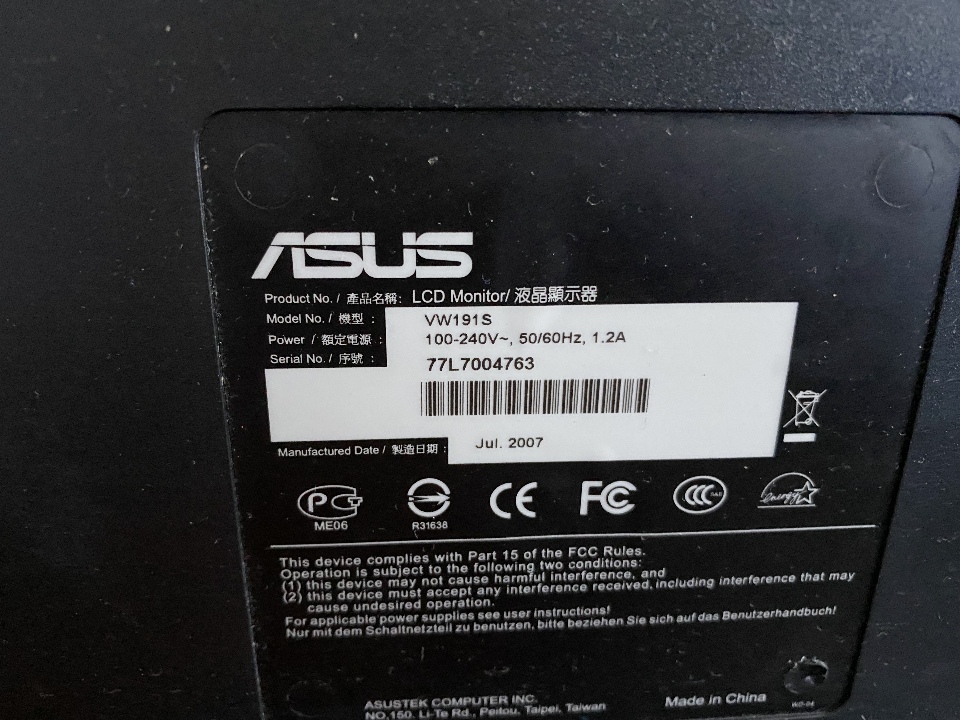 ASUS
Product No. / 產品名稱: LCD Monitor/ 液晶顯示器
Model No. / 機型 : VW191S
Power / 額定電源 : 100-240V~, 50/60Hz, 1.2A
Serial No. / 序號 : 77L7004763
Manufactured Date / 製造日期 : Jul. 2007
ME06
R31638
CE
FC
CCC S&E
Energy
This device complies with Part 15 of the FCC Rules.
Operation is subject to the following two conditions:
(1) this device may not cause harmful interference, and
(2) this device must accept any interference received, including interference that may
cause undesired operation.
For applicable power supplies see user instructions!
Nur mit dem Schaltnetzteil zu benutzen, bitte beziehen Sie sich auf das Benutzerhandbuch!
ASUSTEK COMPUTER INC.
NO,150, Li-Te Rd., Peitou, Taipei, Taiwan
Made in China